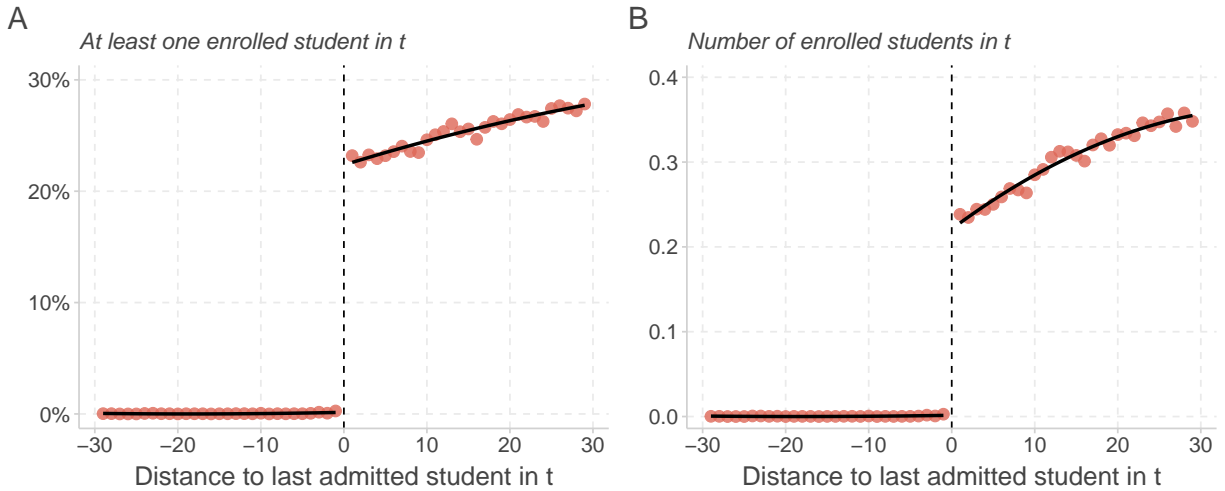 A
At least one enrolled student in t
30%
20%
10%
0%
−30 −20 −10 0 10 20 30
Distance to last admitted student in t
B
Number of enrolled students in t
0.4
0.3
0.2
0.1
0.0
−30 −20 −10 0 10 20 30
Distance to last admitted student in t